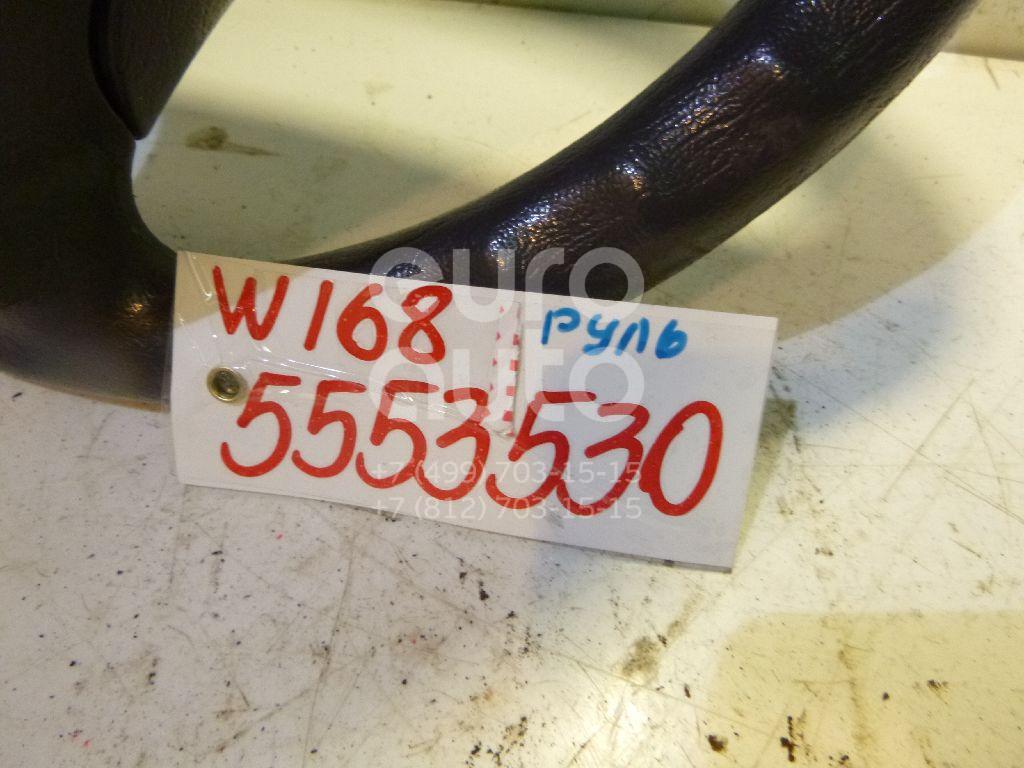 W168 руль
5553530
euro
auto
+7 (499) 703-15-15
+7 (812) 703-15-15